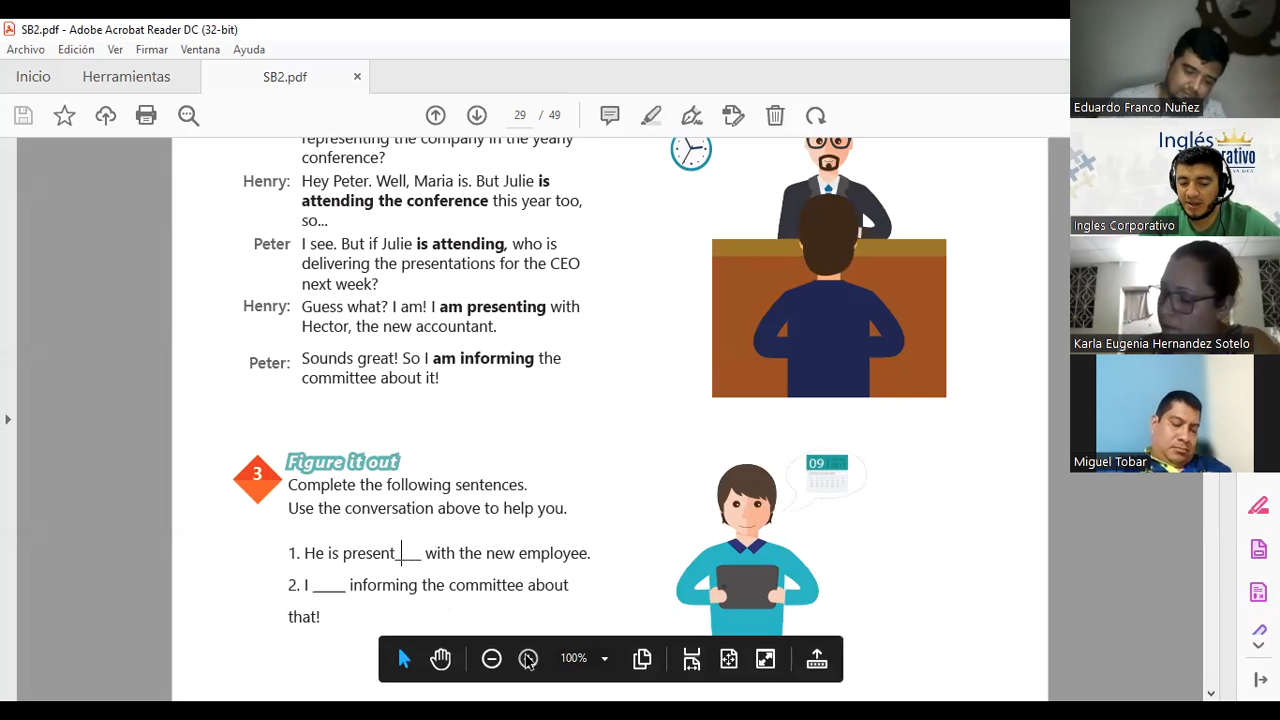 SB2.pdf - Adobe Acrobat Reader DC (32-bit)
Archivo Edición Ver Firmar Ventana Ayuda
Inicio Herramientas SB2.pdf ×
29 / 49
representing the company in the yearly
conference?
Henry: Hey Peter. Well, Maria is. But Julie is
attending the conference this year too,
so...
Peter I see. But if Julie is attending, who is
delivering the presentations for the CEO
next week?
Henry: Guess what? I am! I am presenting with
Hector, the new accountant.
Peter: Sounds great! So I am informing the
committee about it!
3 Figure it out
Complete the following sentences.
Use the conversation above to help you.
09
1. He is present___ with the new employee.
2. I ____ informing the committee about
that!
100%
Eduardo Franco Nuñez
Inglés
Ingles Corporativo
Karla Eugenia Hernandez Sotelo
Miguel Tobar